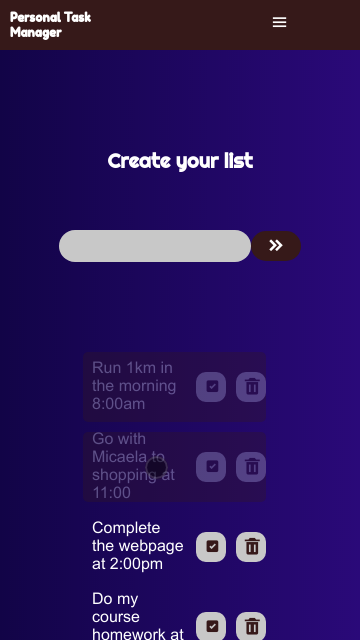 Personal Task
Manager
Create your list
Run 1km in
the morning
8:00am
Go with
Micaela to
shopping at
11:00
Complete
the webpage
at 2:00pm
Do my
course
homework at